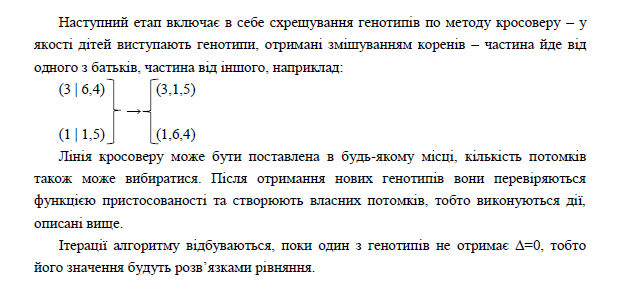 Наступний етап включає в себе схрещування генотипів по методу кросоверу – у
якості дітей виступають генотипи, отримані змішуванням коренів – частина йде від
одного з батьків, частина від іншого, наприклад:
(3 | 6,4) (3,1,5)
→
(1 | 1,5) (1,6,4)
Лінія кросоверу може бути поставлена в будь-якому місці, кількість потомків
також може вибиратися. Після отримання нових генотипів вони перевіряються
функцією пристосованості та створюють власних потомків, тобто виконуються дії,
описані вище.
Ітерації алгоритму відбуваються, поки один з генотипів не отримає Δ=0, тобто
його значення будуть розв’язками рівняння.